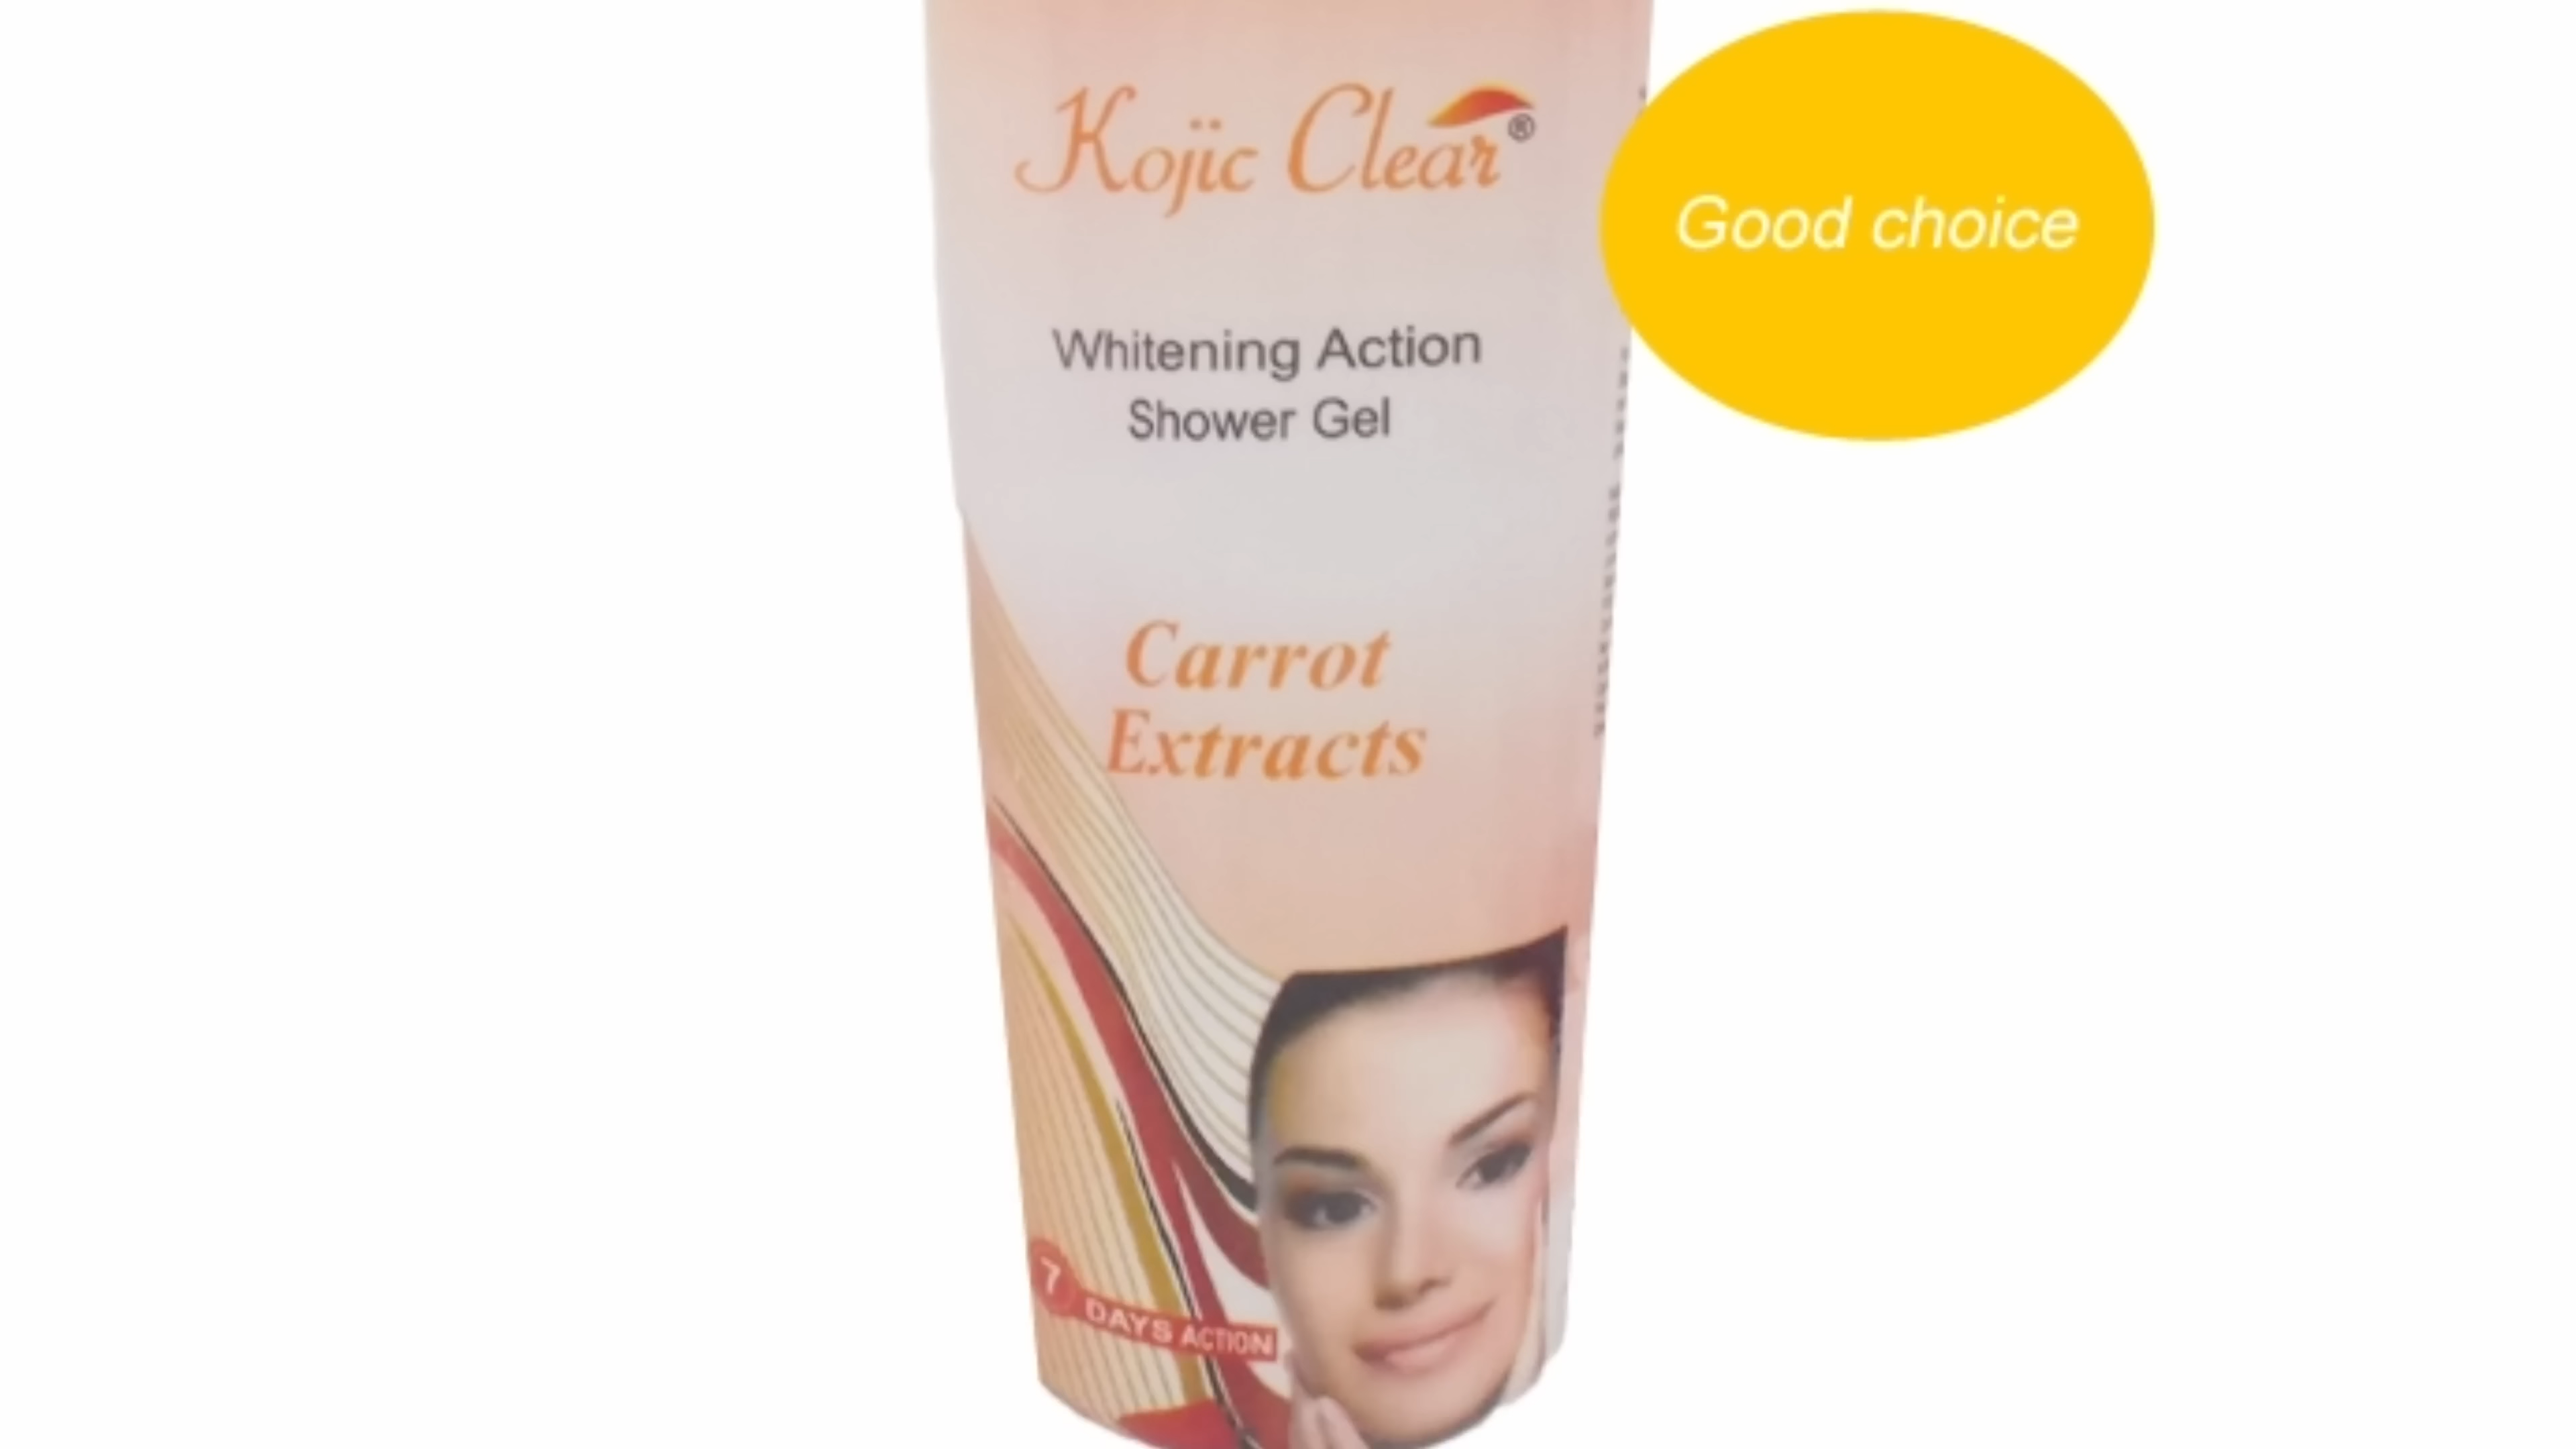 Kojic Clear®
Good choice
Whitening Action
Shower Gel
Carrot
Extracts
7
DAYS ACTION